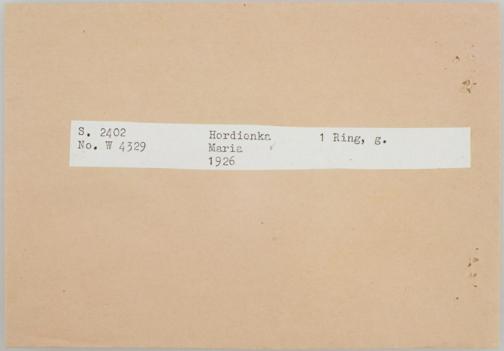 S. 2402 Hordionka 1 Ring, g.
No. W 4329 Maria
1926